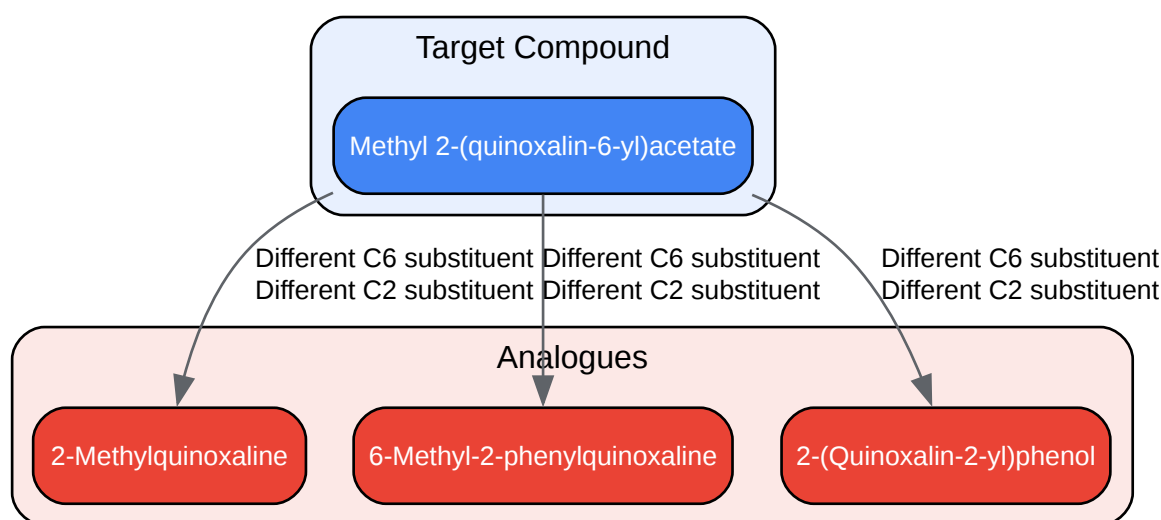 Target Compound
Methyl 2-(quinoxalin-6-yl)acetate
Different C6 substituent
Different C2 substituent
Different C6 substituent
Different C2 substituent
Different C6 substituent
Different C2 substituent
Analogues
2-Methylquinoxaline
6-Methyl-2-phenylquinoxaline
2-(Quinoxalin-2-yl)phenol